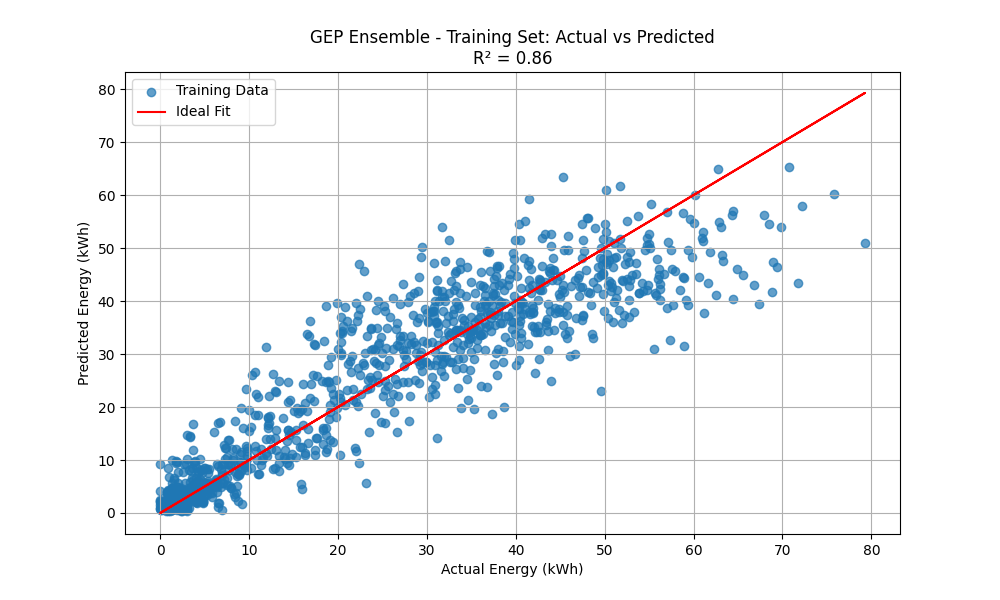 GEP Ensemble - Training Set: Actual vs Predicted
R² = 0.86
Training Data
Ideal Fit
Predicted Energy (kWh)
80
70
60
50
40
30
20
10
0
0 10 20 30 40 50 60 70 80
Actual Energy (kWh)